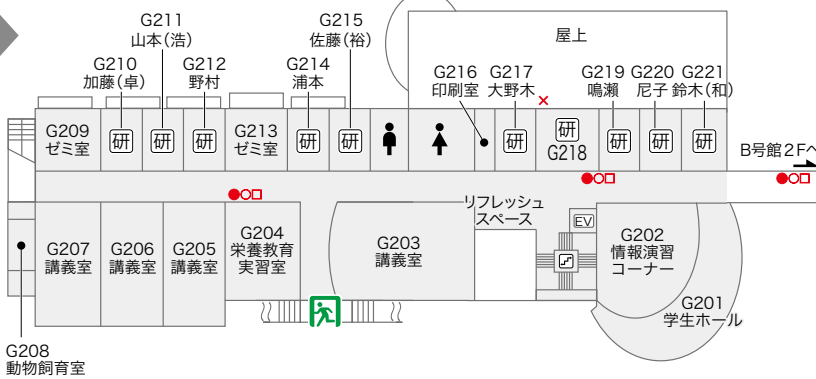 G211
山本（浩）
G215
佐藤（裕）
G210
加藤（卓）
G212
野村
G214
浦本
屋上
G216
印刷室
G217
大野木
G219
鳴瀬
G220
尼子
G221
鈴木（和）
G209
ゼミ室
研
研
研
G213
ゼミ室
研
研
研
研
G218
研
研
研
B号館2Fへ
リフレッシュ
スペース
EV
G207
講義室
G206
講義室
G205
講義室
G204
栄養教育
実習室
G203
講義室
G202
情報演習
コーナー
G201
学生ホール
G208
動物飼育室